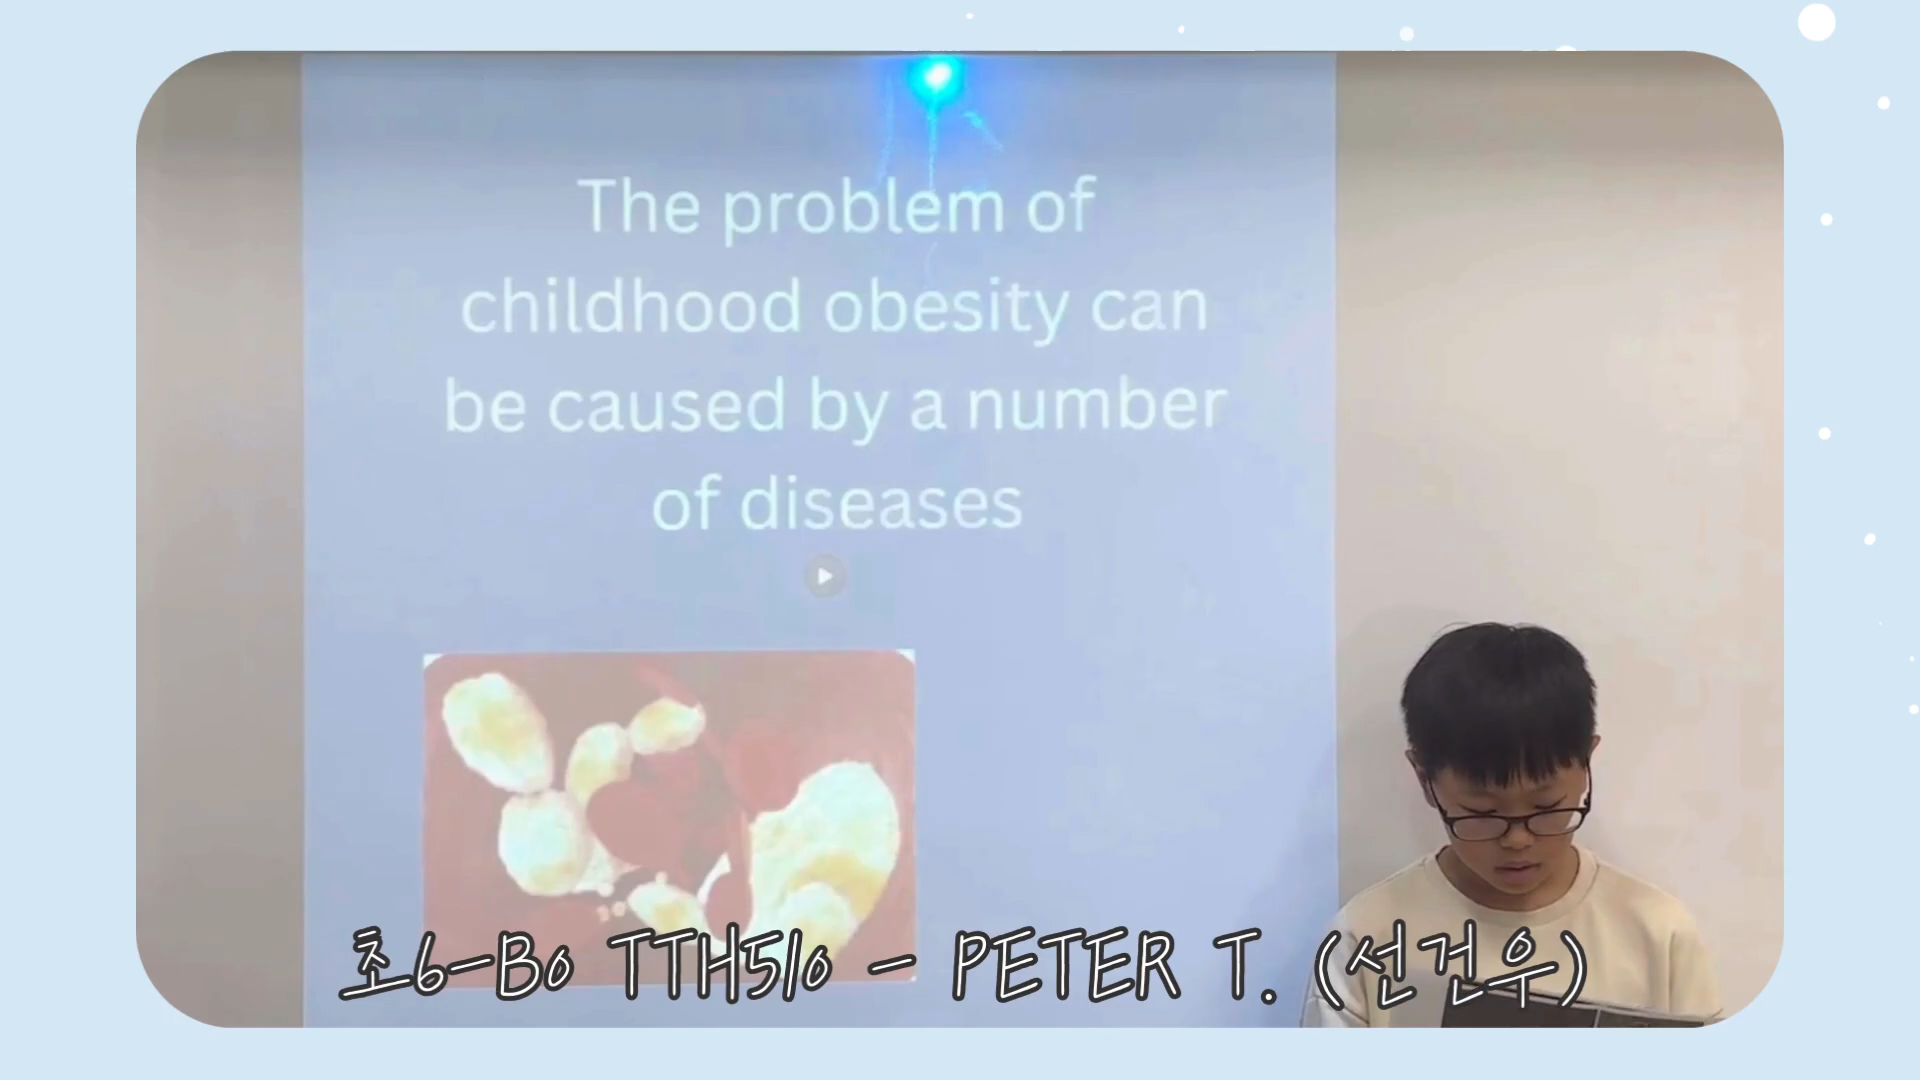 The problem of
childhood obesity can
be caused by a number
of diseases
초6-B0 TTH510 - PETER T. (선건우)